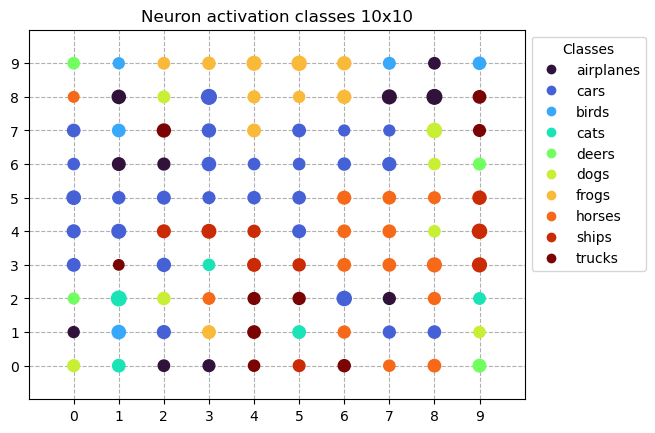 Neuron activation classes 10x10
9
8
7
6
5
4
3
2
1
0
0 1 2 3 4 5 6 7 8 9
Classes
airplanes
cars
birds
cats
deers
dogs
frogs
horses
ships
trucks